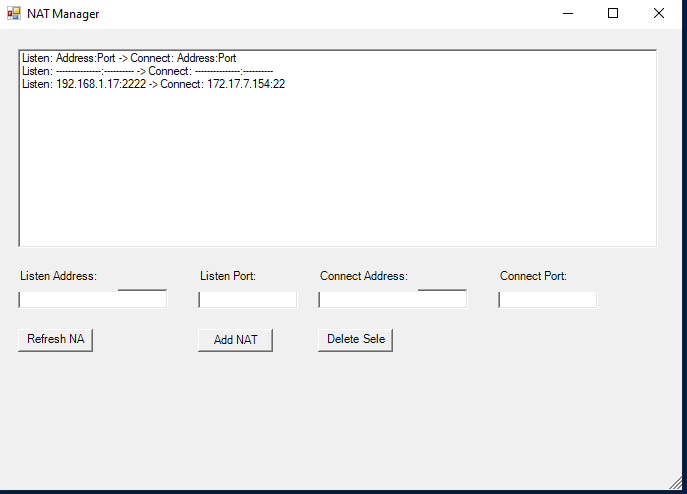 NAT Manager
Listen: Address:Port -> Connect: Address:Port
Listen: ---------------:---------- -> Connect: ---------------:----------
Listen: 192.168.1.17:2222 -> Connect: 172.17.7.154:22
Listen Address: Listen Port: Connect Address: Connect Port:
Refresh NA Add NAT Delete Sele